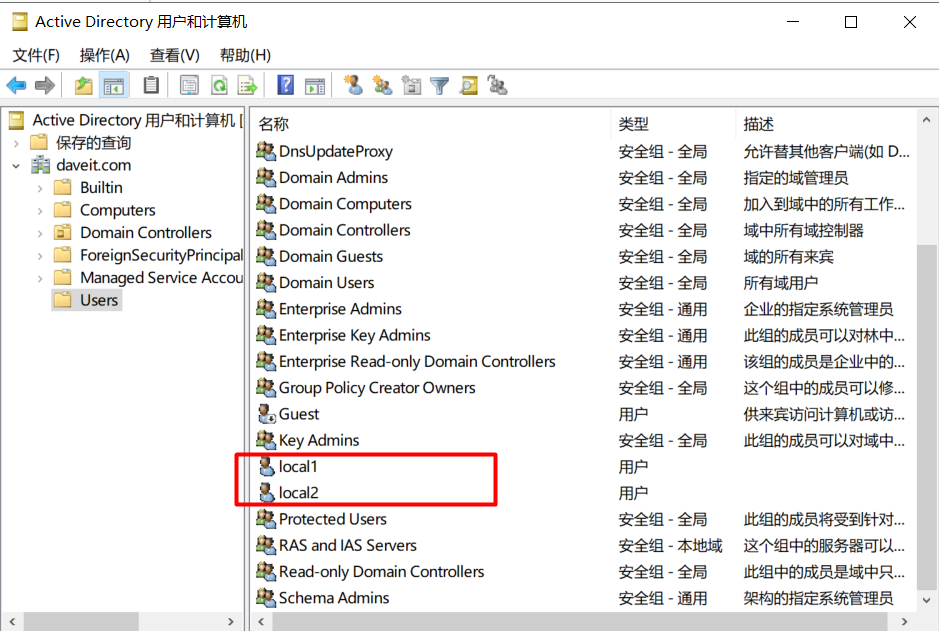 Active Directory 用户和计算机
文件(F) 操作(A) 查看(V) 帮助(H)
Active Directory 用户和计算机 [
保存的查询
daveit.com
Builtin
Computers
Domain Controllers
ForeignSecurityPrincipal
Managed Service Accou
Users
名称 类型 描述
DnsUpdateProxy 安全组 - 全局 允许替其他客户端(如 D...
Domain Admins 安全组 - 全局 指定的域管理员
Domain Computers 安全组 - 全局 加入到域中的所有工作...
Domain Controllers 安全组 - 全局 域中所有域控制器
Domain Guests 安全组 - 全局 域的所有来宾
Domain Users 安全组 - 全局 所有域用户
Enterprise Admins 安全组 - 通用 企业的指定系统管理员
Enterprise Key Admins 安全组 - 通用 此组的成员可以对林中...
Enterprise Read-only Domain Controllers 安全组 - 通用 该组的成员是企业中的...
Group Policy Creator Owners 安全组 - 全局 这个组中的成员可以修...
Guest 用户 供来宾访问计算机或访...
Key Admins 安全组 - 全局 此组的成员可以对域中...
local1 用户
local2 用户
Protected Users 安全组 - 全局 此组的成员将受到针对...
RAS and IAS Servers 安全组 - 本地域 这个组中的服务器可以...
Read-only Domain Controllers 安全组 - 全局 此组中的成员是域中只...
Schema Admins 安全组 - 通用 架构的指定系统管理员